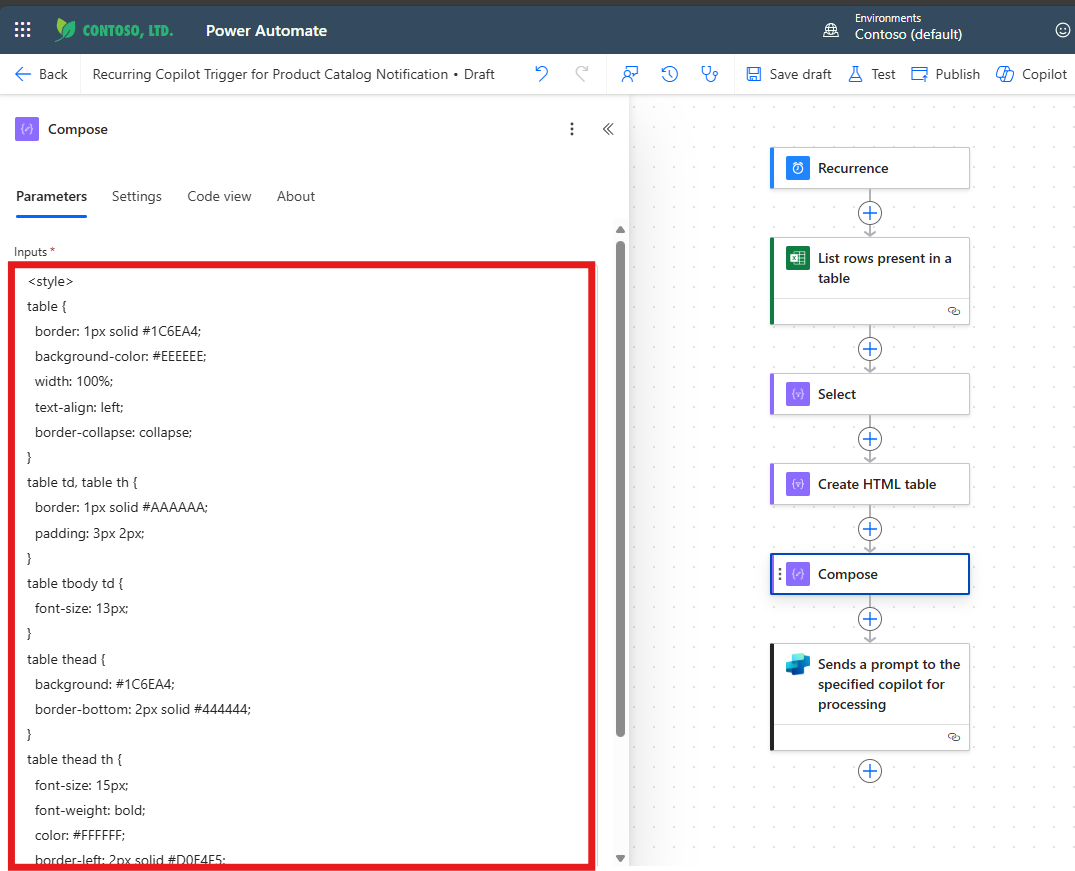 CONTOSO, LTD.
Power Automate
Environments
Contoso (default)
Back
Recurring Copilot Trigger for Product Catalog Notification • Draft
Save draft
Test
Publish
Copilot
Compose
Parameters
Settings
Code view
About
Inputs *
<style>
table {
border: 1px solid #1C6EA4;
background-color: #EEEEEE;
width: 100%;
text-align: left;
border-collapse: collapse;
}
table td, table th {
border: 1px solid #AAAAAA;
padding: 3px 2px;
}
table tbody td {
font-size: 13px;
}
table thead {
background: #1C6EA4;
border-bottom: 2px solid #444444;
}
table thead th {
font-size: 15px;
font-weight: bold;
color: #FFFFFF;
border-left: 2px solid #D0E4F5;
Recurrence
List rows present in a
table
Select
Create HTML table
Compose
Sends a prompt to the
specified copilot for
processing